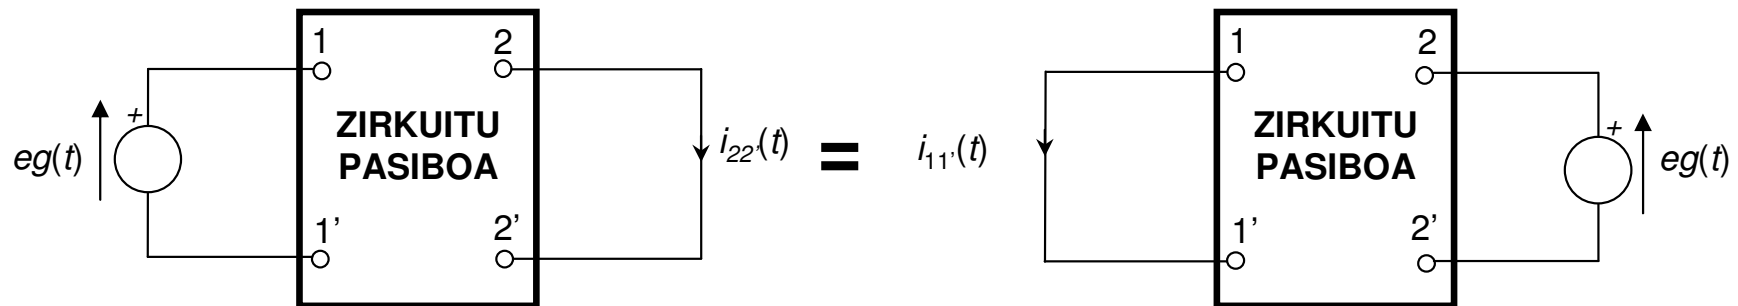 1
2
ZIRKUITU
PASIBOA
1'
2'
+
eg(t)
i22'(t)
=
i11'(t)
1
2
ZIRKUITU
PASIBOA
1'
2'
+
eg(t)